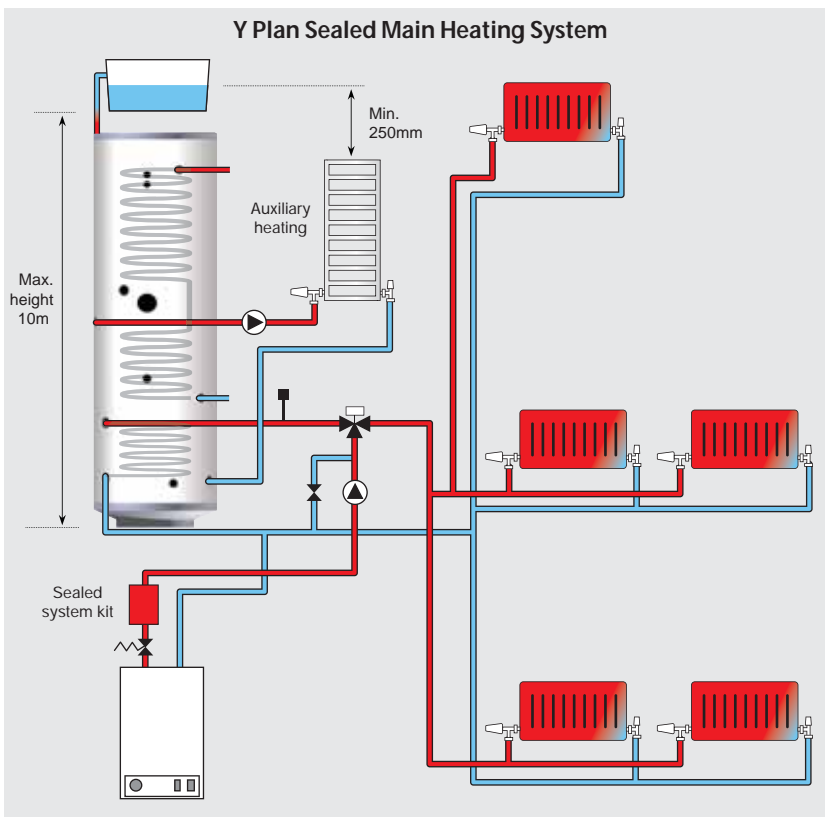 Y Plan Sealed Main Heating System
Min.
250mm
Auxiliary
heating
Max.
height
10m
Sealed
system kit